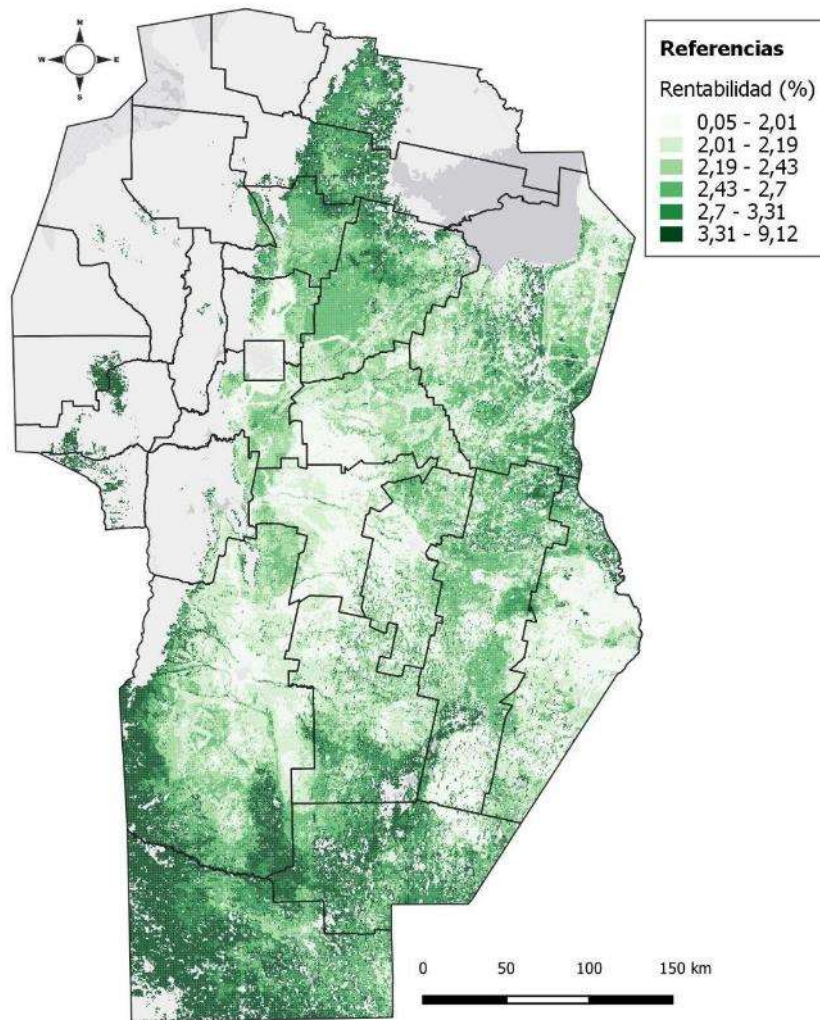 N
W E
S
Referencias
Rentabilidad (%)
0,05 - 2,01
2,01 - 2,19
2,19 - 2,43
2,43 - 2,7
2,7 - 3,31
3,31 - 9,12
0 50 100 150 km